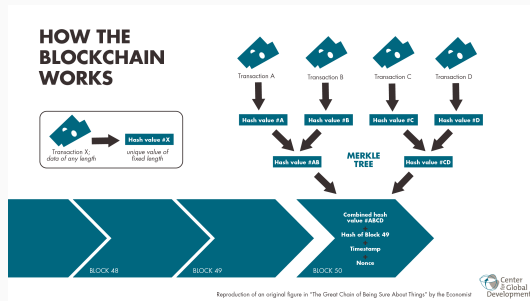 HOW THE
BLOCKCHAIN
WORKS
Transaction A
Transaction B
Transaction C
Transaction D
Hash value #A
Hash value #B
Hash value #C
Hash value #D
Transaction X;
data of any length
Hash value #X
unique value of
fixed length
Hash value #AB
MERKLE
TREE
Hash value #CD
Combined hash
value #ABCD
+
Hash of Block 49
+
Timestamp
+
Nonce
BLOCK 48
BLOCK 49
BLOCK 50
Reproduction of an original figure in "The Great Chain of Being Sure About Things" by the Economist
Center
for Global
Development